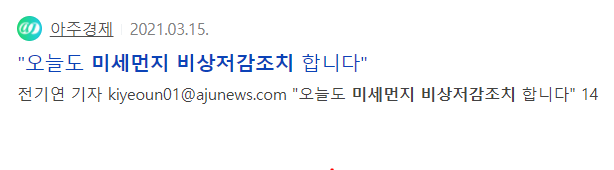 아주경제 2021.03.15.
"오늘도 미세먼지 비상저감조치 합니다"
전기연 기자 kiyeoun01@ajunews.com "오늘도 미세먼지 비상저감조치 합니다" 14